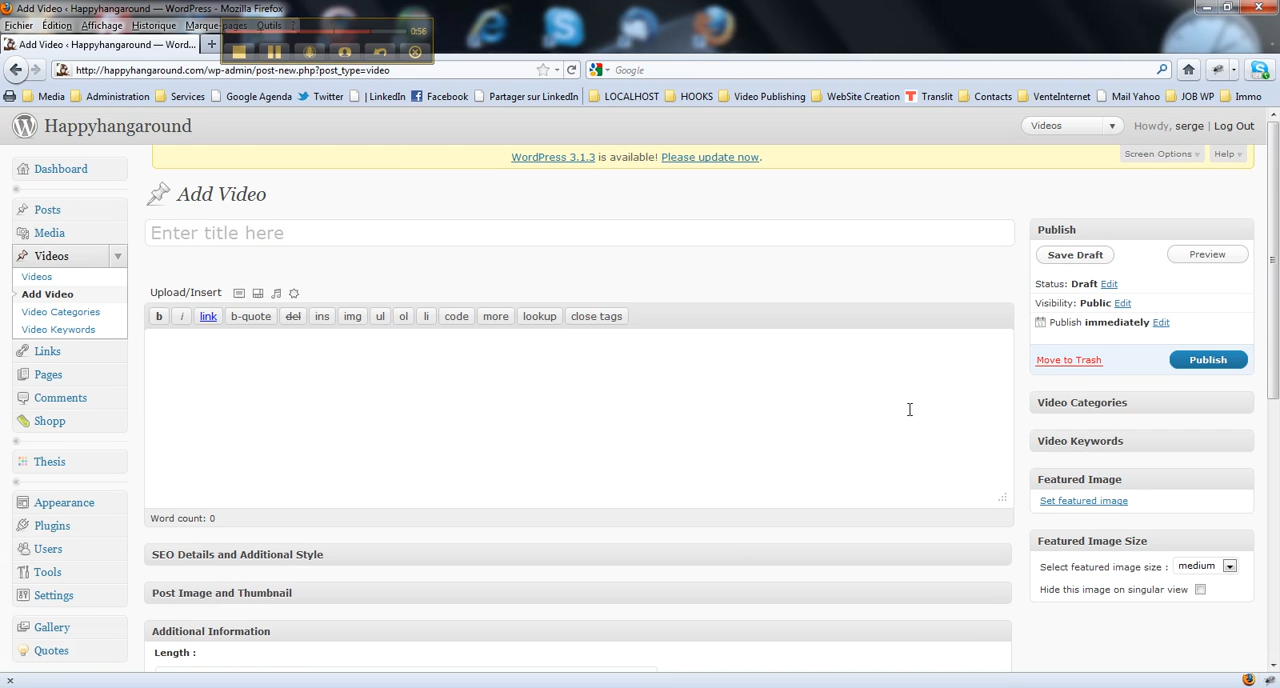 Add Video ‹ Happyhangaround — WordPress - Mozilla Firefox
Fichier Édition Affichage Historique Marque-pages Outils ?
0:56
Add Video ‹ Happyhangaround — Word... +
http://happyhangaround.com/wp-admin/post-new.php?post_type=video
Google
Media Administration Services Google Agenda Twitter LinkedIn Facebook Partager sur Linkedin LOCALHOST HOOKS Video Publishing WebSite Creation Translit Contacts VenteInternet Mail Yahoo JOB WP Immo
Happyhangaround
Videos
Howdy, serge | Log Out
WordPress 3.1.3 is available! Please update now.
Screen Options
Help
Dashboard
Posts
Media
Videos
Videos
Add Video
Video Categories
Video Keywords
Links
Pages
Comments
Shopp
Thesis
Appearance
Plugins
Users
Tools
Settings
Gallery
Quotes
Add Video
Enter title here
Upload/Insert
b i link b-quote del ins img ul ol li code more lookup close tags
Word count: 0
SEO Details and Additional Style
Post Image and Thumbnail
Additional Information
Length :
Publish
Save Draft
Preview
Status: Draft Edit
Visibility: Public Edit
Publish immediately Edit
Move to Trash
Publish
Video Categories
Video Keywords
Featured Image
Set featured image
Featured Image Size
Select featured image size : medium
Hide this image on singular view